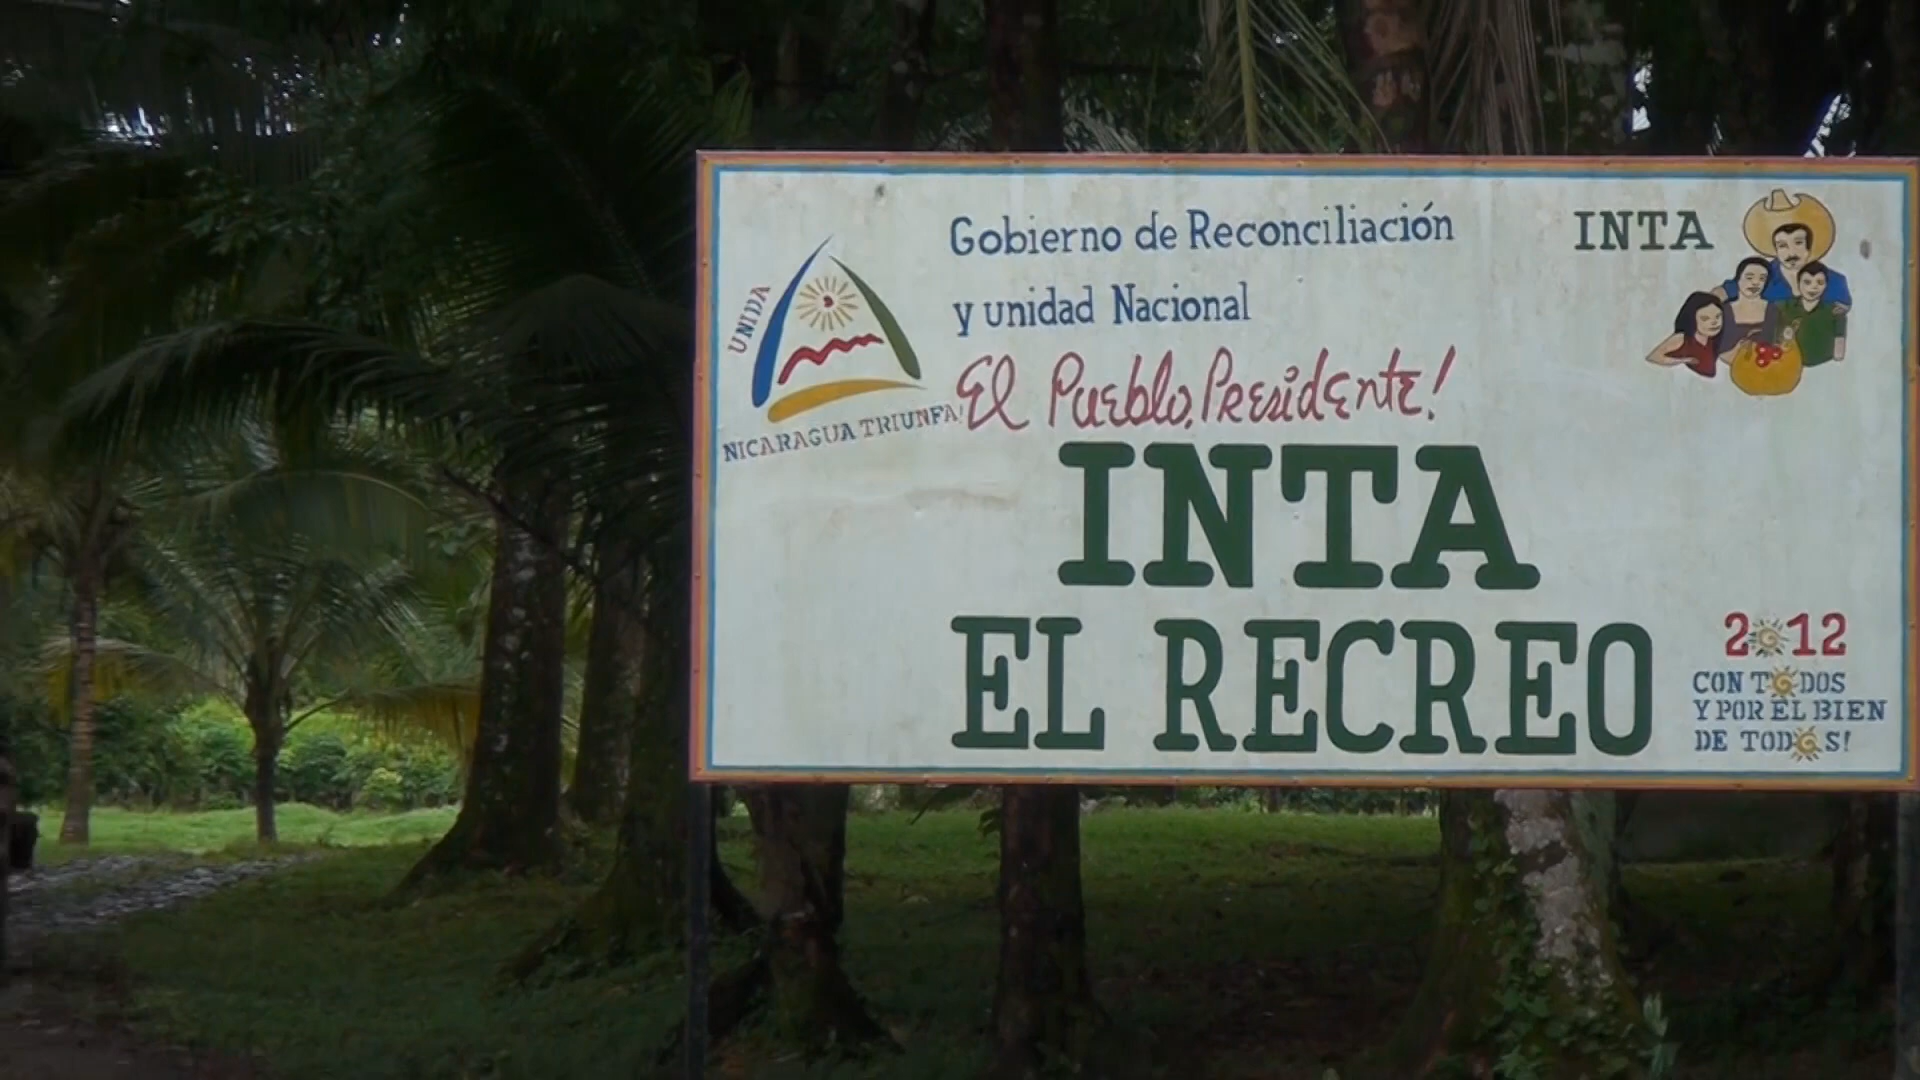 Gobierno de Reconciliación
y unidad Nacional
El Pueblo, Presidente!
UNIDA
NICARAGUA TRIUNFA!
INTA
INTA
EL RECREO
2012
CON TODOS
Y POR EL BIEN
DE TODOS!